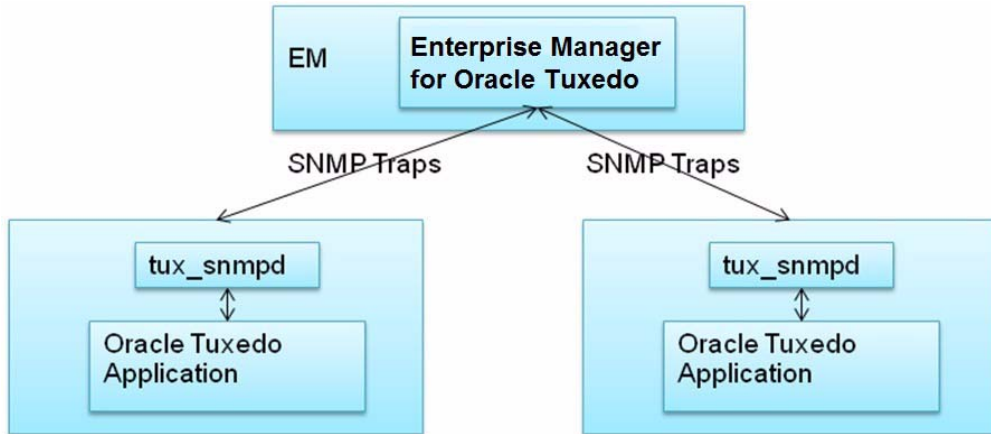 EM
Enterprise Manager
for Oracle Tuxedo
SNMP Traps
SNMP Traps
tux_snmpd
Oracle Tuxedo
Application
tux_snmpd
Oracle Tuxedo
Application